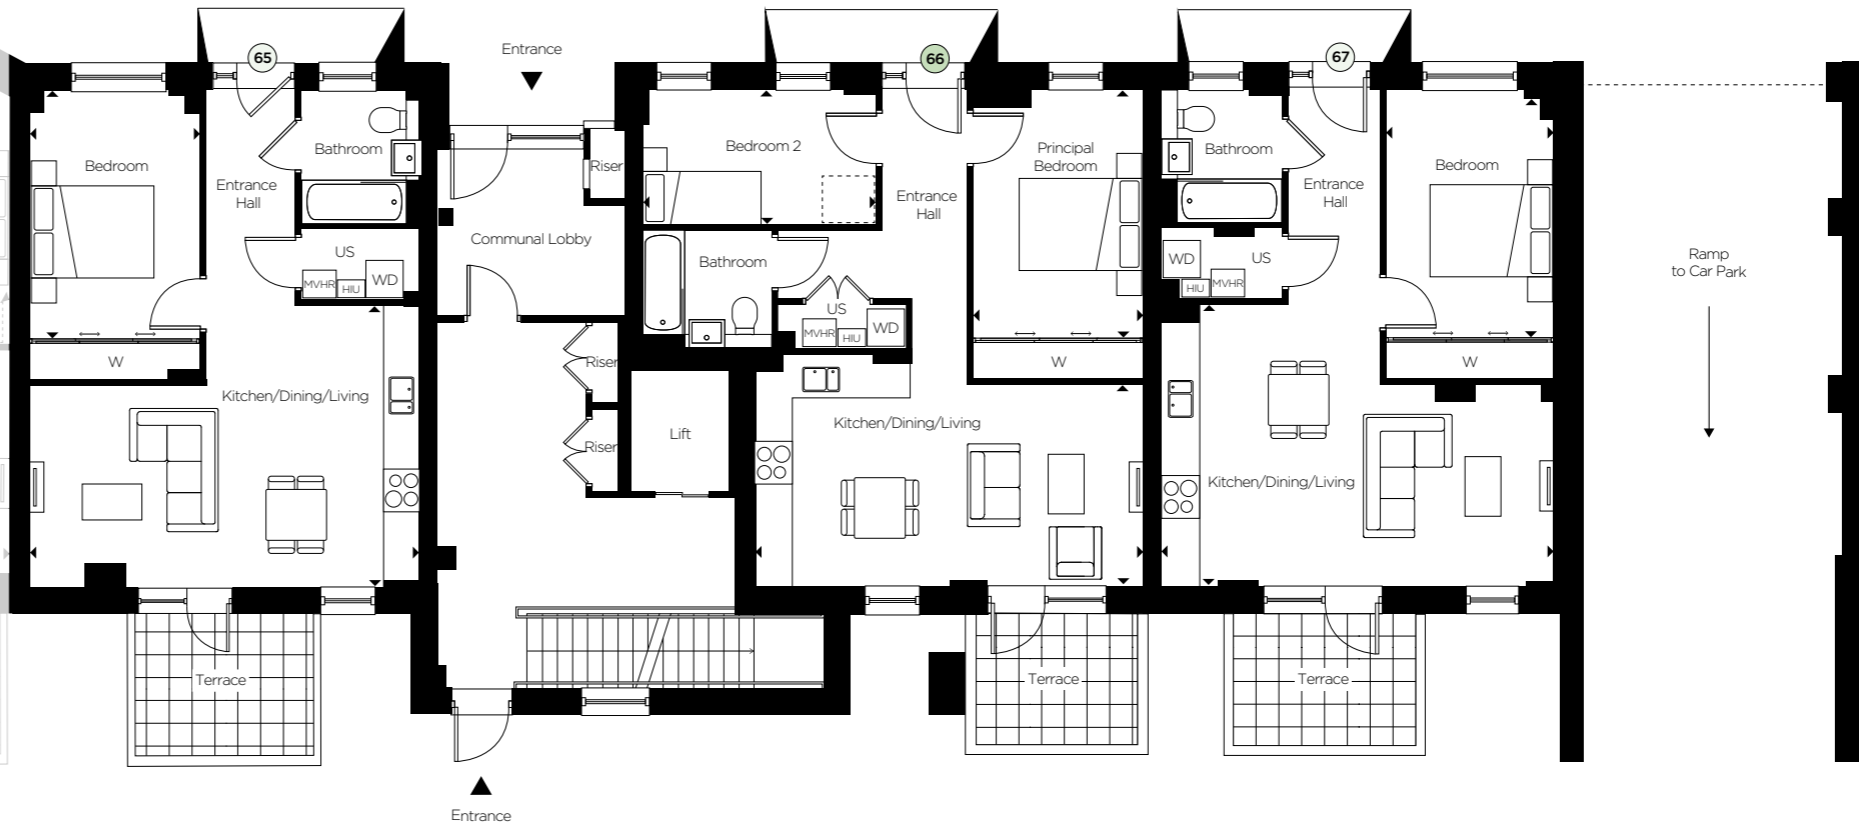 Entrance
65
Bedroom
Bathroom
Entrance
Hall
US
MVHR
HIU
WD
W
Kitchen/Dining/Living
Terrace
Riser
Communal Lobby
Riser
Riser
Lift
Entrance
66
Bedroom 2
Principal
Bedroom
Entrance
Hall
Bathroom
US
MVHR
HIU
WD
W
Kitchen/Dining/Living
Terrace
67
Bathroom
Entrance
Hall
Bedroom
WD
US
HIU
MVHR
W
Kitchen/Dining/Living
Terrace
Ramp
to Car Park